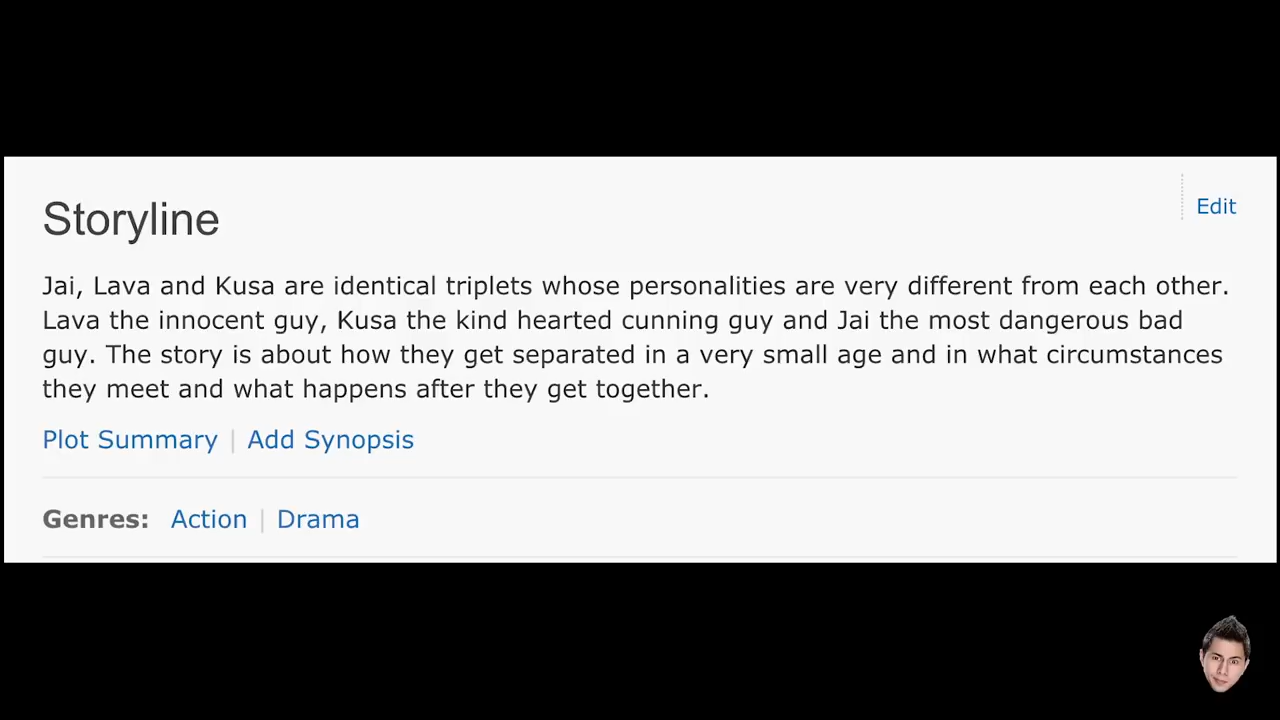 Storyline
Edit
Jai, Lava and Kusa are identical triplets whose personalities are very different from each other.
Lava the innocent guy, Kusa the kind hearted cunning guy and Jai the most dangerous bad
guy. The story is about how they get separated in a very small age and in what circumstances
they meet and what happens after they get together.
Plot Summary | Add Synopsis
Genres: Action | Drama